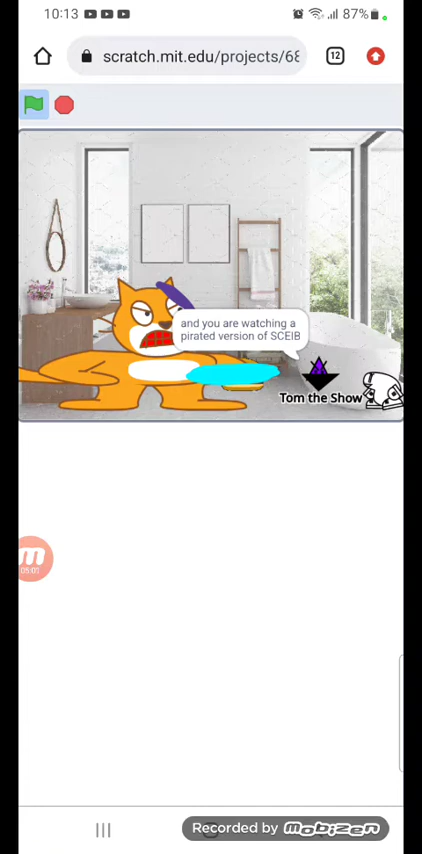 10:13
87%
scratch.mit.edu/projects/68
12
and you are watching a
pirated version of SCEIB
Tom the Show
m
05:01
Recorded by mobizen